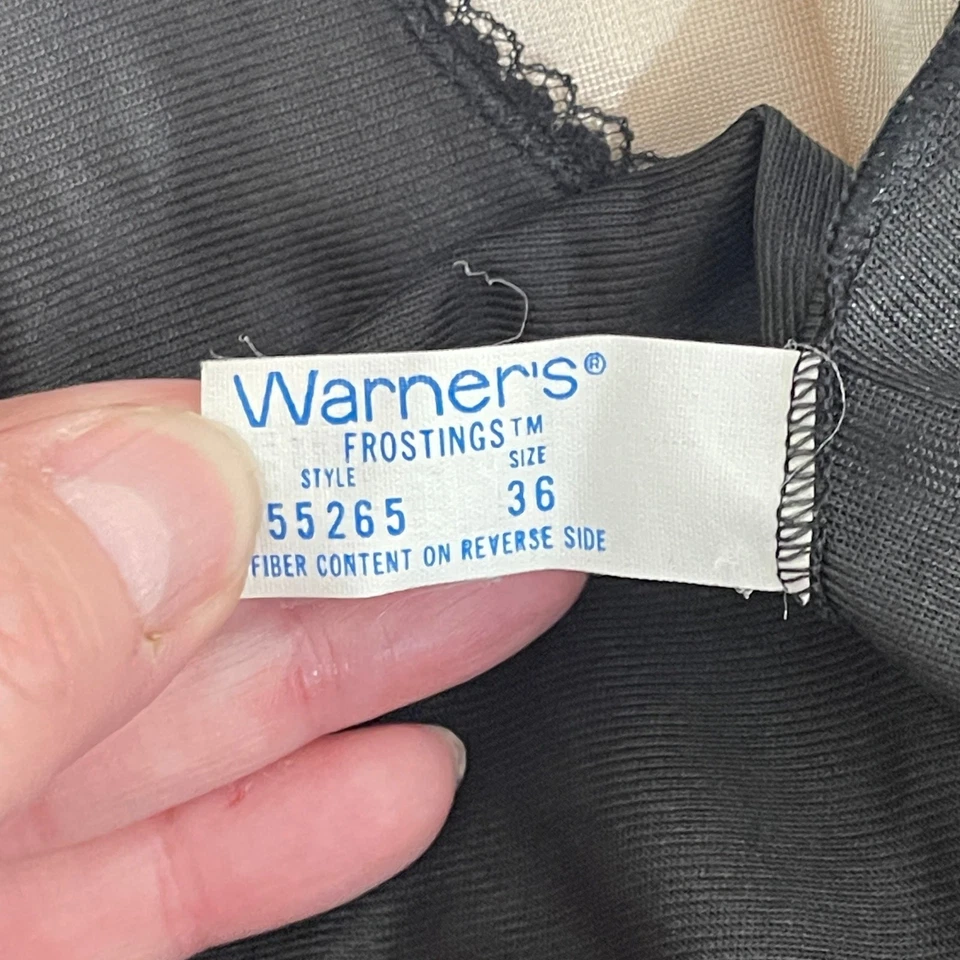 Warner's®
FROSTINGS™
STYLE SIZE
55265 36
FIBER CONTENT ON REVERSE SIDE